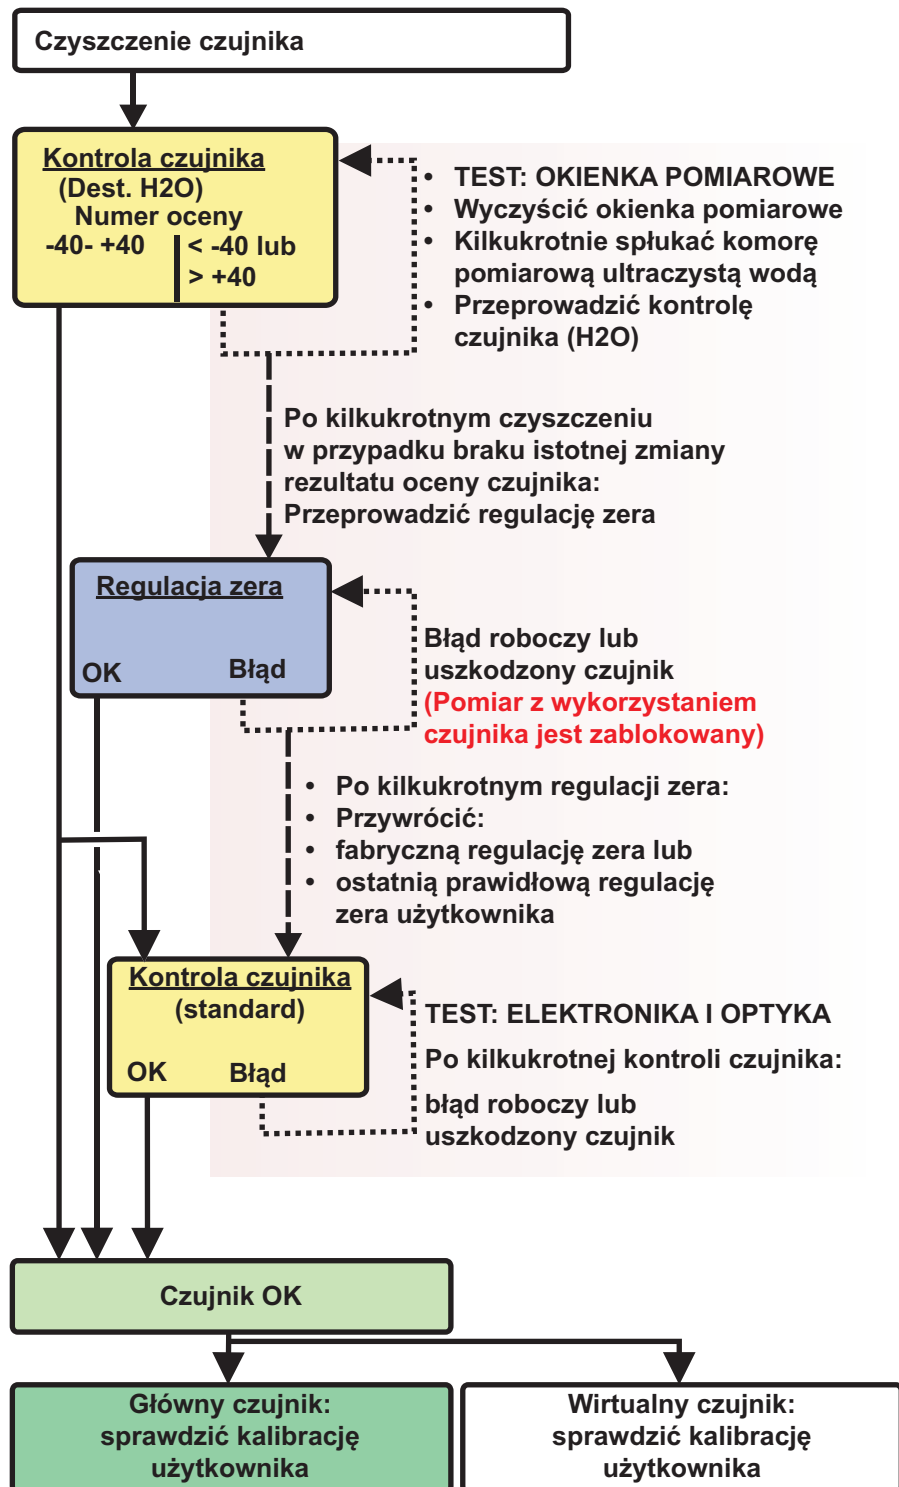 Czyszczenie czujnika
Kontrola czujnika
(Dest. H2O)
Numer oceny
-40- +40
< -40 lub
> +40
• TEST: OKIENKA POMIAROWE
• Wyczyścić okienka pomiarowe
• Kilkukrotnie spłukać komorę
pomiarową ultraczystą wodą
• Przeprowadzić kontrolę
czujnika (H2O)
Po kilkukrotnym czyszczeniu
w przypadku braku istotnej zmiany
rezultatu oceny czujnika:
Przeprowadzić regulację zera
Regulacja zera
OK
Błąd
Błąd roboczy lub
uszkodzony czujnik
(Pomiar z wykorzystaniem
czujnika jest zablokowany)
• Po kilkukrotnym regulacji zera:
• Przywrócić:
• fabryczną regulację zera lub
• ostatnią prawidłową regulację
zera użytkownika
Kontrola czujnika
(standard)
OK
Błąd
TEST: ELEKTRONIKA I OPTYKA
Po kilkukrotnej kontroli czujnika:
błąd roboczy lub
uszkodzony czujnik
Czujnik OK
Główny czujnik:
sprawdzić kalibrację
użytkownika
Wirtualny czujnik:
sprawdzić kalibrację
użytkownika